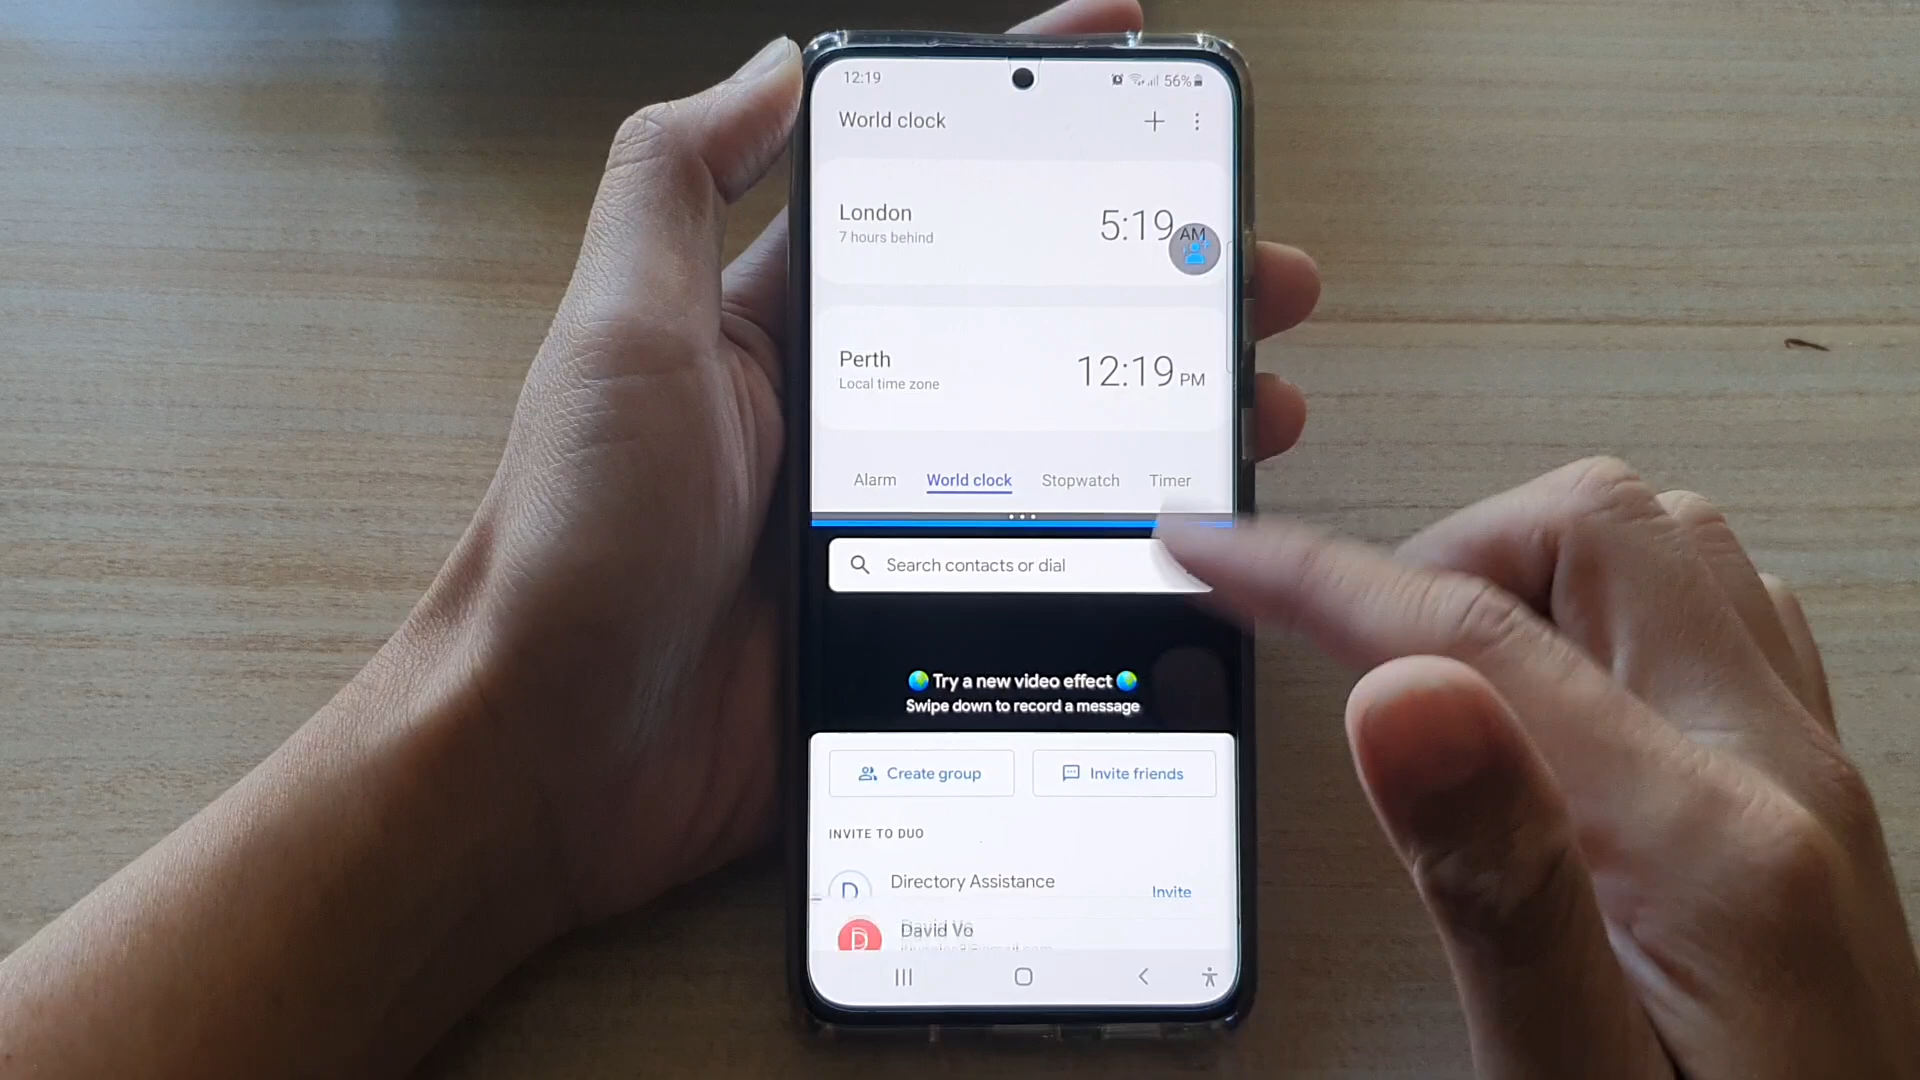 12:19
56%
World clock
London
7 hours behind
5:19 AM
Perth
Local time zone
12:19 PM
Alarm World clock Stopwatch Timer
Search contacts or dial
Try a new video effect
Swipe down to record a message
Create group
Invite friends
INVITE TO DUO
D
Directory Assistance
Invite
D
David Vo